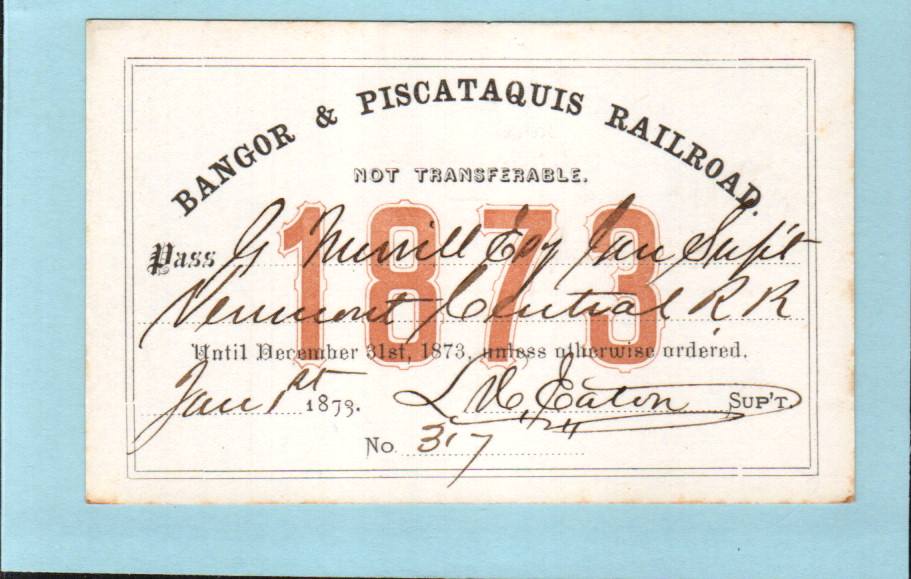 BANGOR & PISCATAQUIS RAILROAD.
NOT TRANSFERABLE.
1873
Pass G Merrill Esq Gen Sup't
Vermont Central R R
Until December 31st, 1873, unless otherwise ordered.
Jan 1st 1873. L Eaton SUP'T.
No. 317